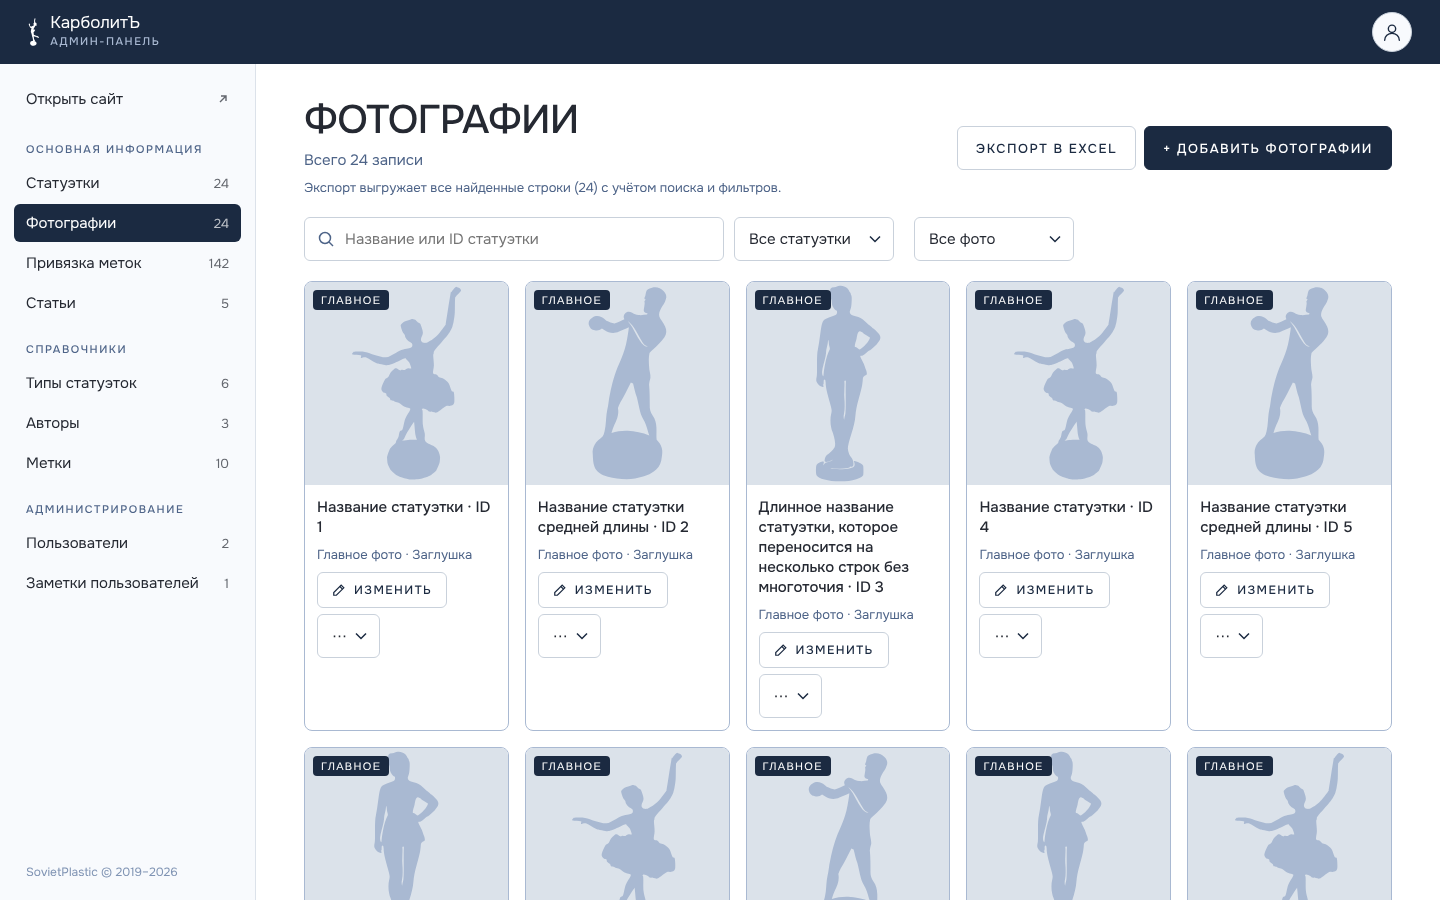 КарболитЪ
АДМИН-ПАНЕЛЬ
Открыть сайт
ОСНОВНАЯ ИНФОРМАЦИЯ
Статуэтки 24
Фотографии 24
Привязка меток 142
Статьи 5
СПРАВОЧНИКИ
Типы статуэток 6
Авторы 3
Метки 10
АДМИНИСТРИРОВАНИЕ
Пользователи 2
Заметки пользователей 1
SovietPlastic © 2019–2026
ФОТОГРАФИИ
Всего 24 записи
Экспорт выгружает все найденные строки (24) с учётом поиска и фильтров.
ЭКСПОРТ В EXCEL
+ ДОБАВИТЬ ФОТОГРАФИИ
Название или ID статуэтки
Все статуэтки
Все фото
ГЛАВНОЕ
Название статуэтки · ID
1
Главное фото · Заглушка
ИЗМЕНИТЬ
...
ГЛАВНОЕ
Название статуэтки
средней длины · ID 2
Главное фото · Заглушка
ИЗМЕНИТЬ
...
ГЛАВНОЕ
Длинное название
статуэтки, которое
переносится на
несколько строк без
многоточия · ID 3
Главное фото · Заглушка
ИЗМЕНИТЬ
...
ГЛАВНОЕ
Название статуэтки · ID
4
Главное фото · Заглушка
ИЗМЕНИТЬ
...
ГЛАВНОЕ
Название статуэтки
средней длины · ID 5
Главное фото · Заглушка
ИЗМЕНИТЬ
...
ГЛАВНОЕ
ГЛАВНОЕ
ГЛАВНОЕ
ГЛАВНОЕ
ГЛАВНОЕ